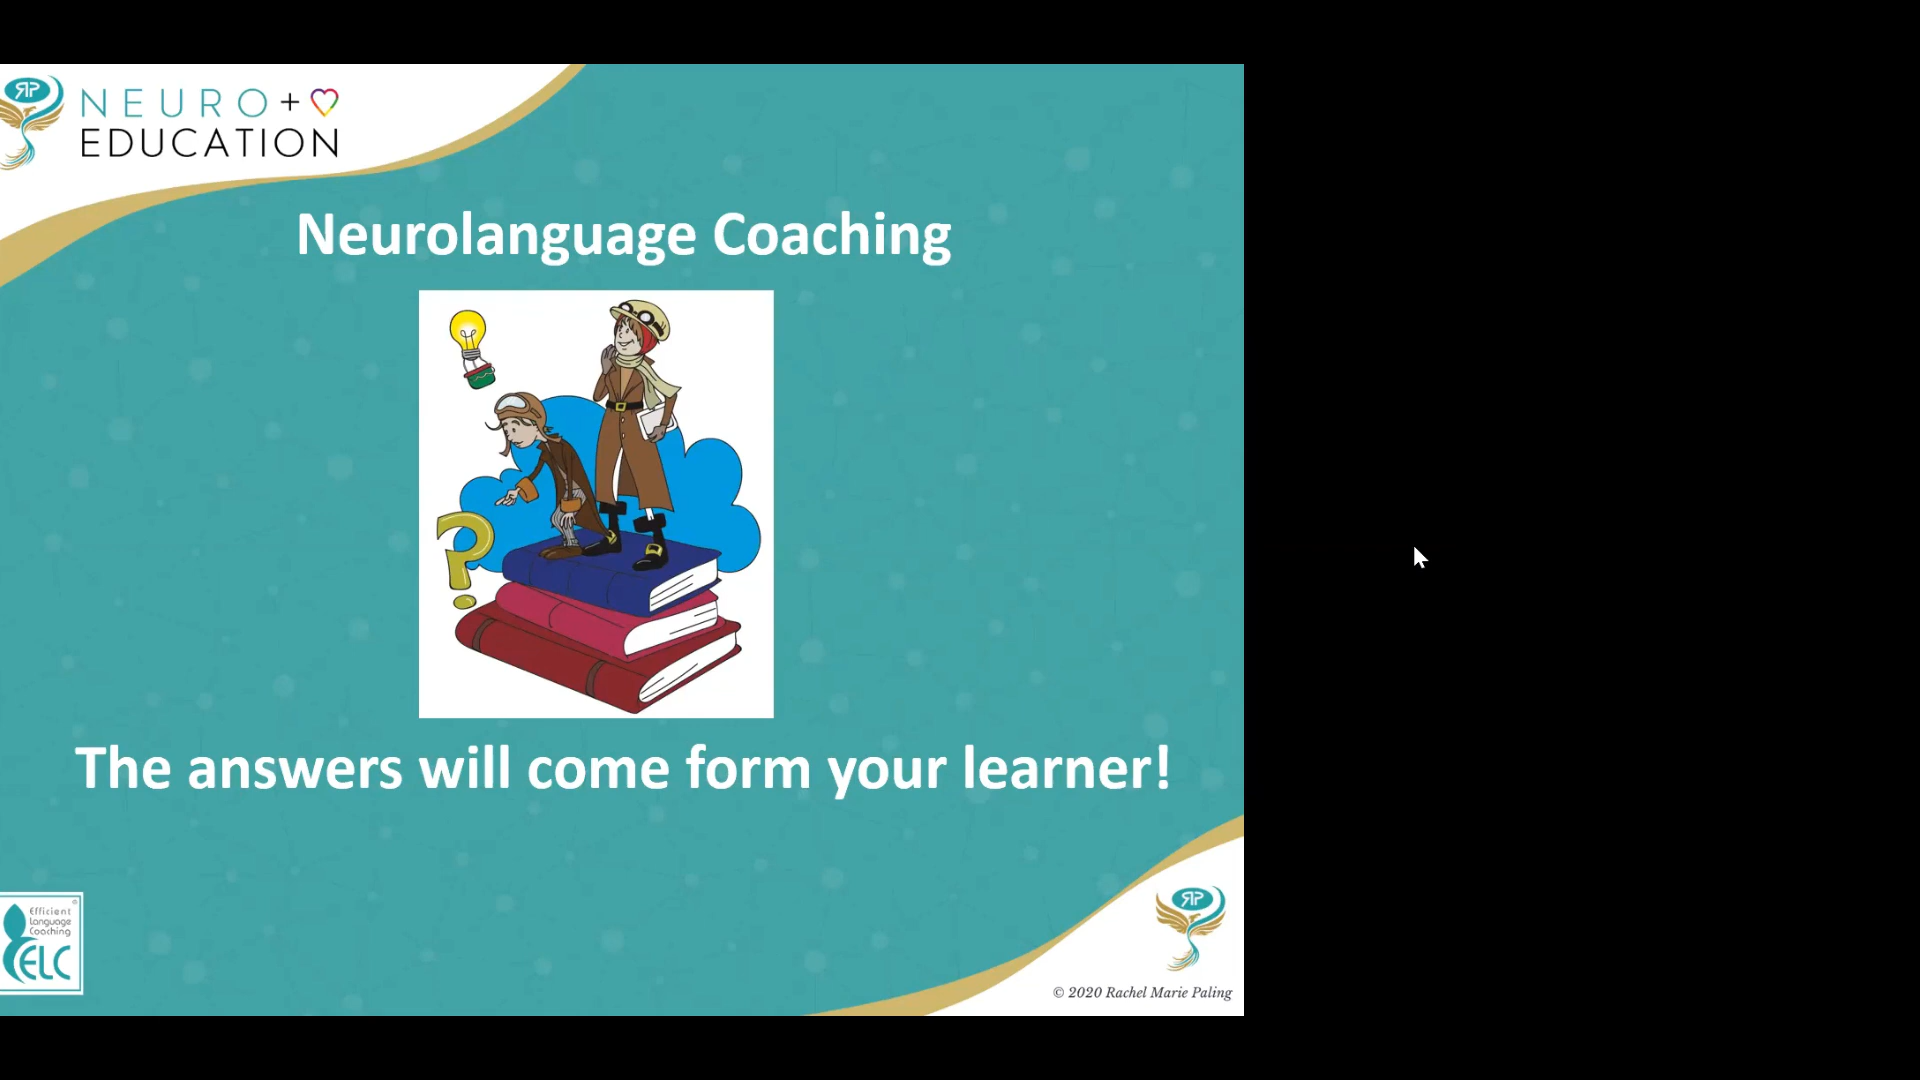 NEURO+
EDUCATION
Neurolanguage Coaching
?
The answers will come form your learner!
Efficient
Language
Coaching
ELC
© 2020 Rachel Marie Paling